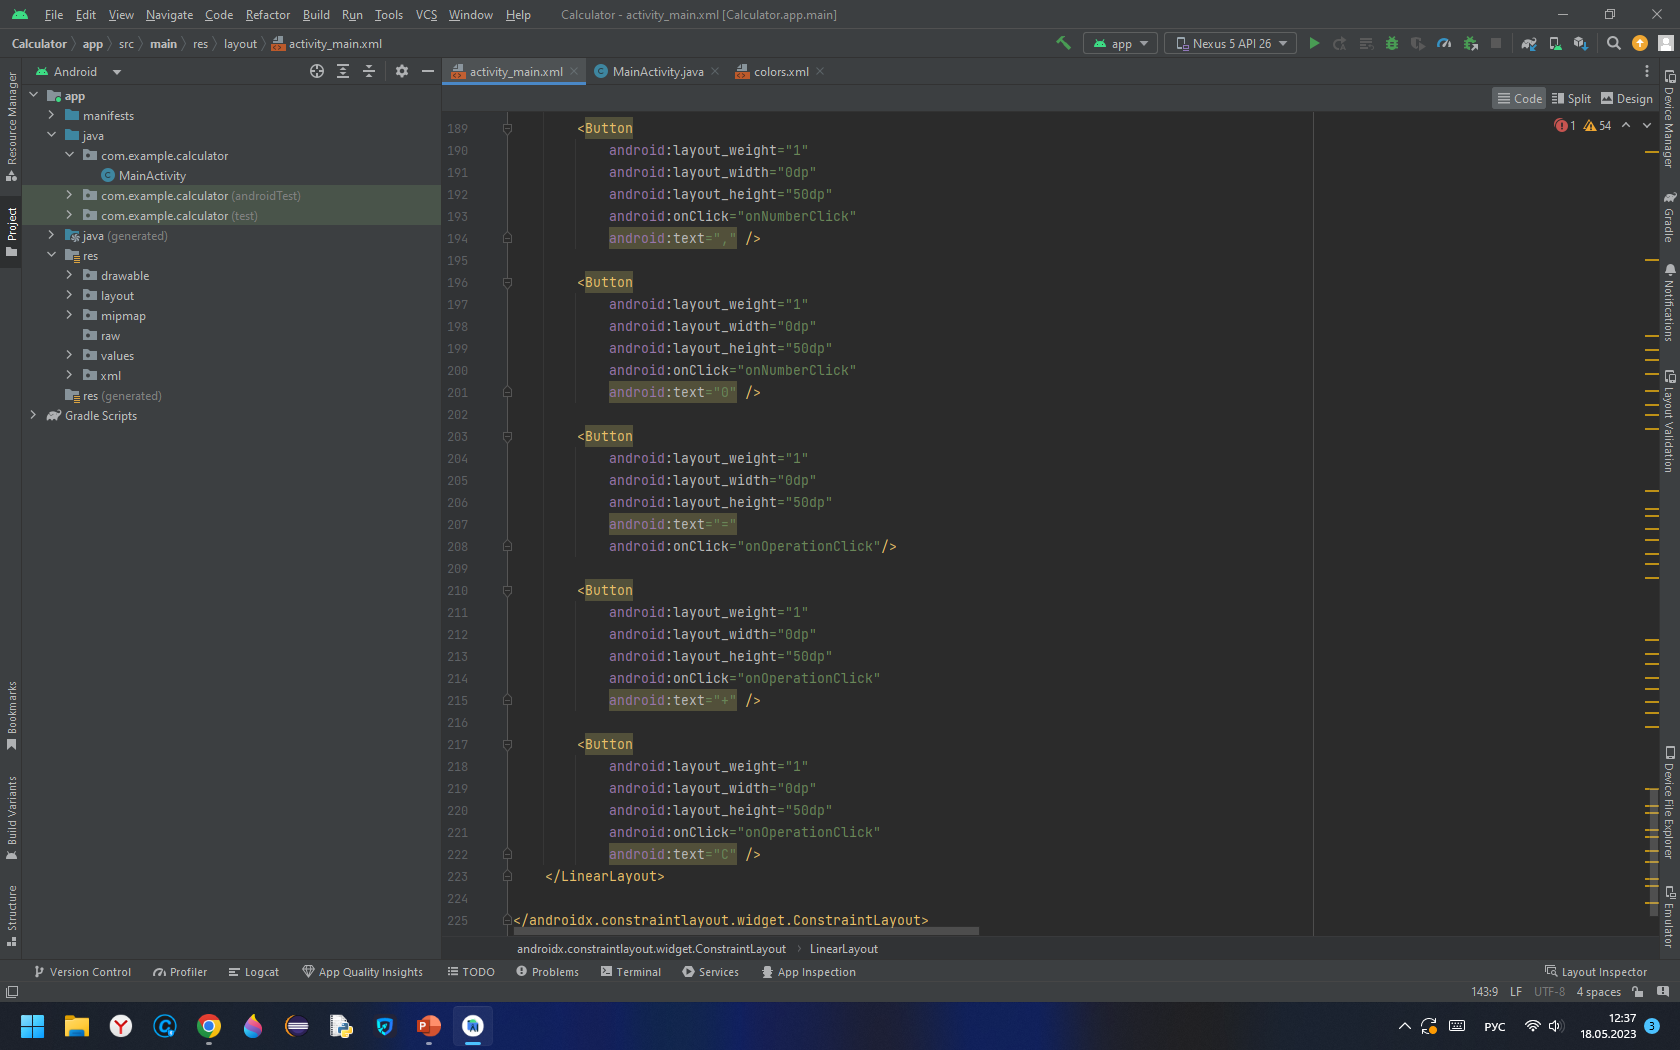 File Edit View Navigate Code Refactor Build Run Tools VCS Window Help Calculator - activity_main.xml [Calculator.app.main]
Calculator app src main res layout activity_main.xml app Nexus 5 API 26
Android activity_main.xml MainActivity.java colors.xml
Code Split Design
1 54
app
manifests
java
com.example.calculator
MainActivity
com.example.calculator (androidTest)
com.example.calculator (test)
java (generated)
res
drawable
layout
mipmap
raw
values
xml
res (generated)
Gradle Scripts
Resource Manager
Project
Bookmarks
Build Variants
Structure
189 <Button
190 android:layout_weight="1"
191 android:layout_width="0dp"
192 android:layout_height="50dp"
193 android:onClick="onNumberClick"
194 android:text="," />
195
196 <Button
197 android:layout_weight="1"
198 android:layout_width="0dp"
199 android:layout_height="50dp"
200 android:onClick="onNumberClick"
201 android:text="0" />
202
203 <Button
204 android:layout_weight="1"
205 android:layout_width="0dp"
206 android:layout_height="50dp"
207 android:text="="
208 android:onClick="onOperationClick"/>
209
210 <Button
211 android:layout_weight="1"
212 android:layout_width="0dp"
213 android:layout_height="50dp"
214 android:onClick="onOperationClick"
215 android:text="+" />
216
217 <Button
218 android:layout_weight="1"
219 android:layout_width="0dp"
220 android:layout_height="50dp"
221 android:onClick="onOperationClick"
222 android:text="C" />
223 </LinearLayout>
224
225 </androidx.constraintlayout.widget.ConstraintLayout>
androidx.constraintlayout.widget.ConstraintLayout LinearLayout
Device Manager
Gradle
Notifications
Layout Validation
Device File Explorer
Emulator
Version Control Profiler Logcat App Quality Insights TODO Problems Terminal Services App Inspection Layout Inspector
143:9 LF UTF-8 4 spaces
РУС 12:37
18.05.2023 3